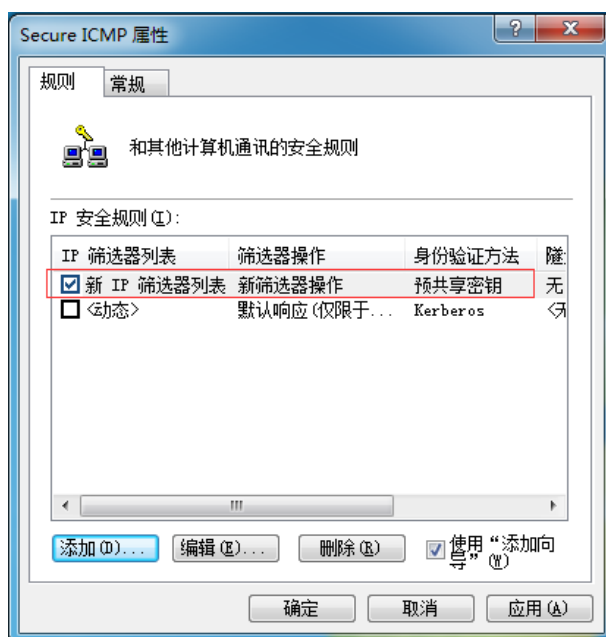 Secure ICMP 属性
规则 常规
和其他计算机通讯的安全规则
IP 安全规则(I):
IP 筛选器列表 筛选器操作 身份验证方法
新 IP 筛选器列表 新筛选器操作 预共享密钥 无
<动态> 默认响应(仅限于... Kerberos
添加(D)... 编辑(E)... 删除(R) 使用“添加向
导”(W)
确定 取消 应用(A)